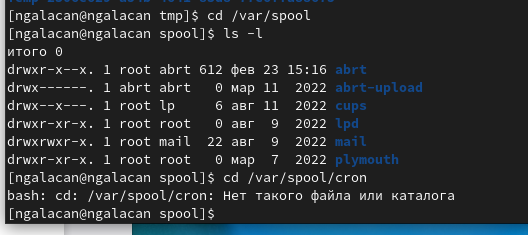 [ngalacan@ngalacan tmp]$ cd /var/spool
[ngalacan@ngalacan spool]$ ls -l
итого 0
drwxr-x--x. 1 root abrt 612 фев 23 15:16 abrt
drwx------. 1 abrt abrt   0 мар 11  2022 abrt-upload
drwx--x---. 1 root lp     6 авг 11  2022 cups
drwxr-xr-x. 1 root root   0 авг  9  2022 lpd
drwxrwxr-x. 1 root mail  22 авг  9  2022 mail
drwxr-xr-x. 1 root root   0 мар  7  2022 plymouth
[ngalacan@ngalacan spool]$ cd /var/spool/cron
bash: cd: /var/spool/cron: Нет такого файла или каталога
[ngalacan@ngalacan spool]$